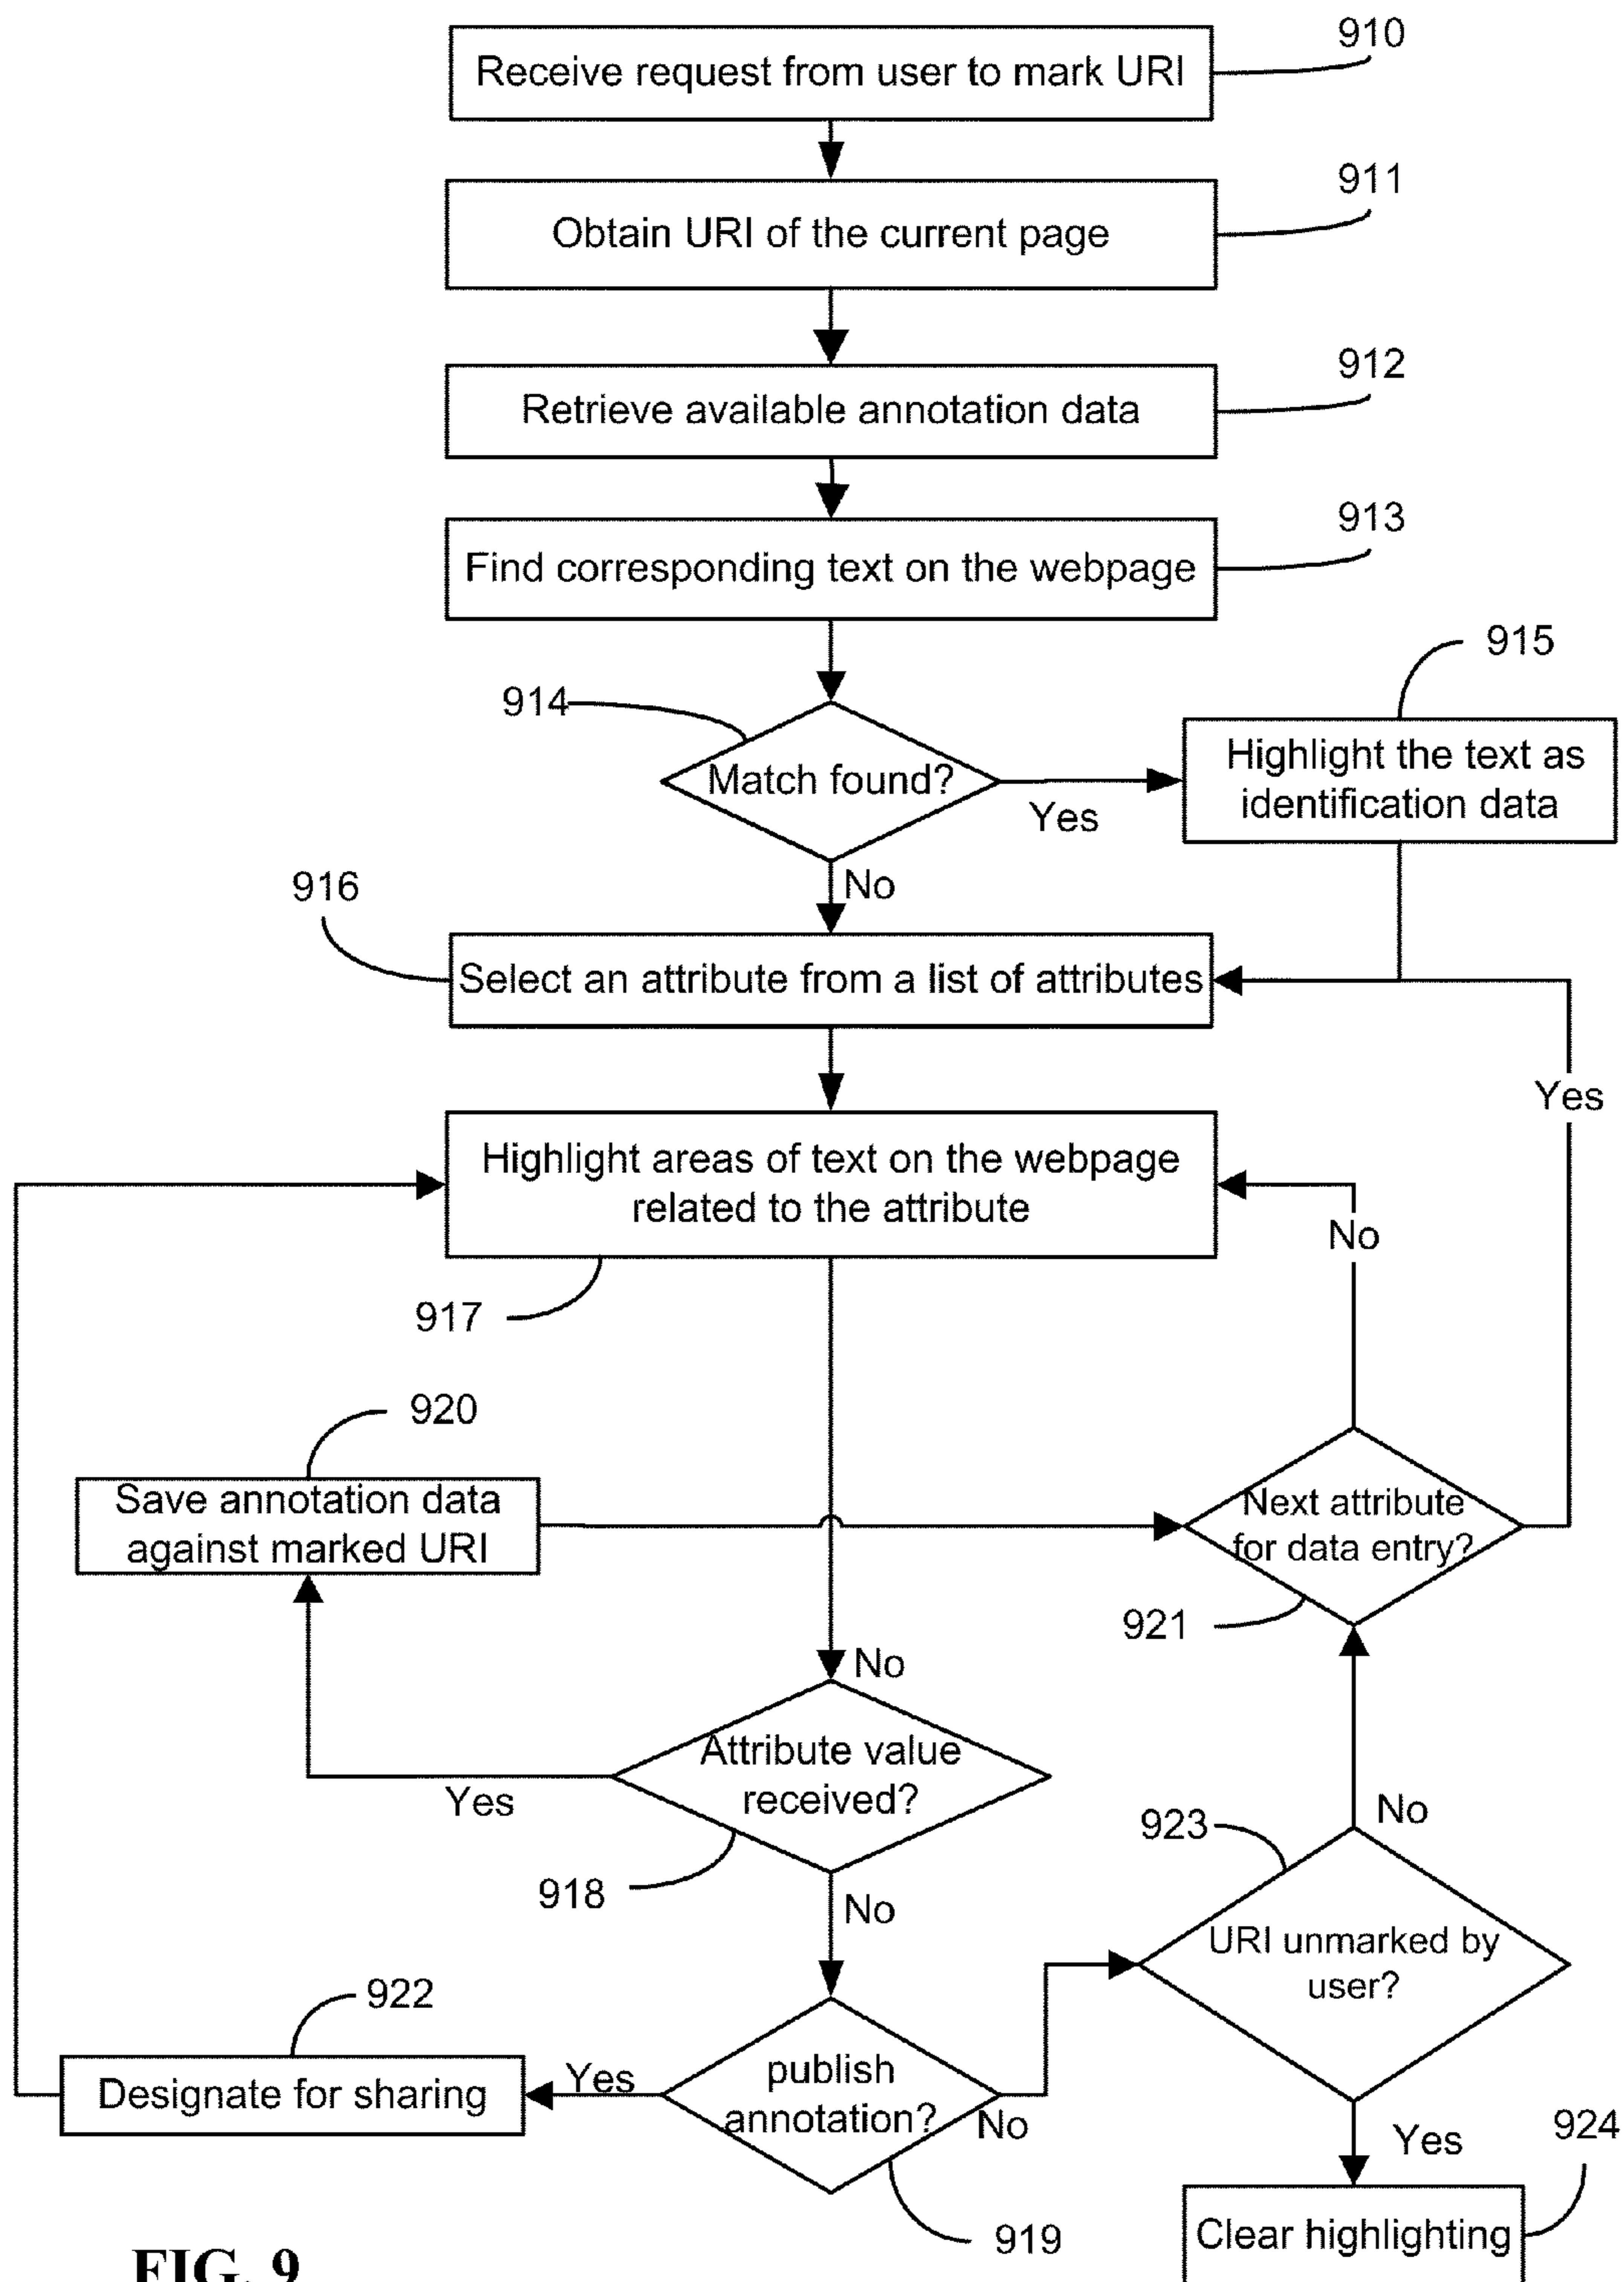 910
Receive request from user to mark URI
911
Obtain URI of the current page
912
Retrieve available annotation data
913
Find corresponding text on the webpage
914
Match found?
Yes
915
Highlight the text as
identification data
No
916
Select an attribute from a list of attributes
Yes
Highlight areas of text on the webpage
related to the attribute
No
917
920
Save annotation data
against marked URI
Next attribute
for data entry?
921
No
Attribute value
received?
Yes
918
No
923
No
URI unmarked by
user?
922
Designate for sharing
Yes
publish
annotation?
No
919
Yes
924
Clear highlighting
FIG. 9